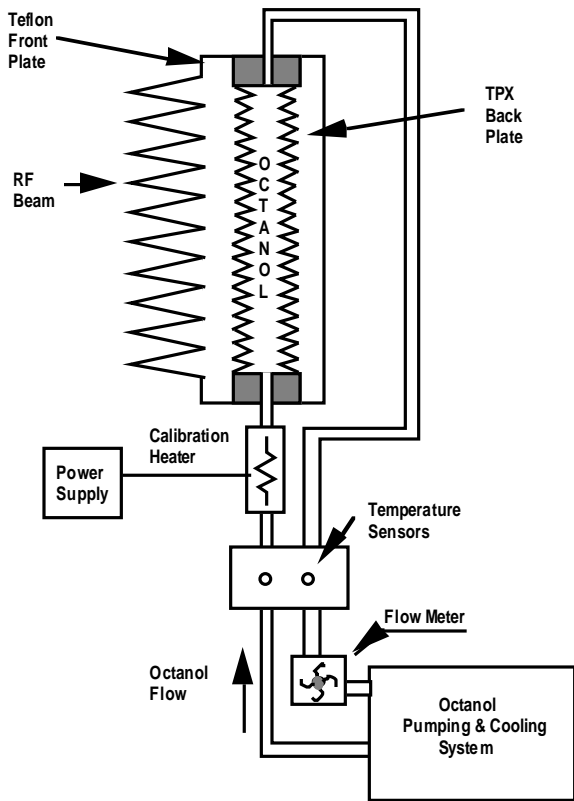 Teflon
Front
Plate
TPX
Back
Plate
RF
Beam
O
C
T
A
N
O
L
Calibration
Heater
Power
Supply
Temperature
Sensors
Flow Meter
Octanol
Flow
Octanol
Pumping & Cooling
System